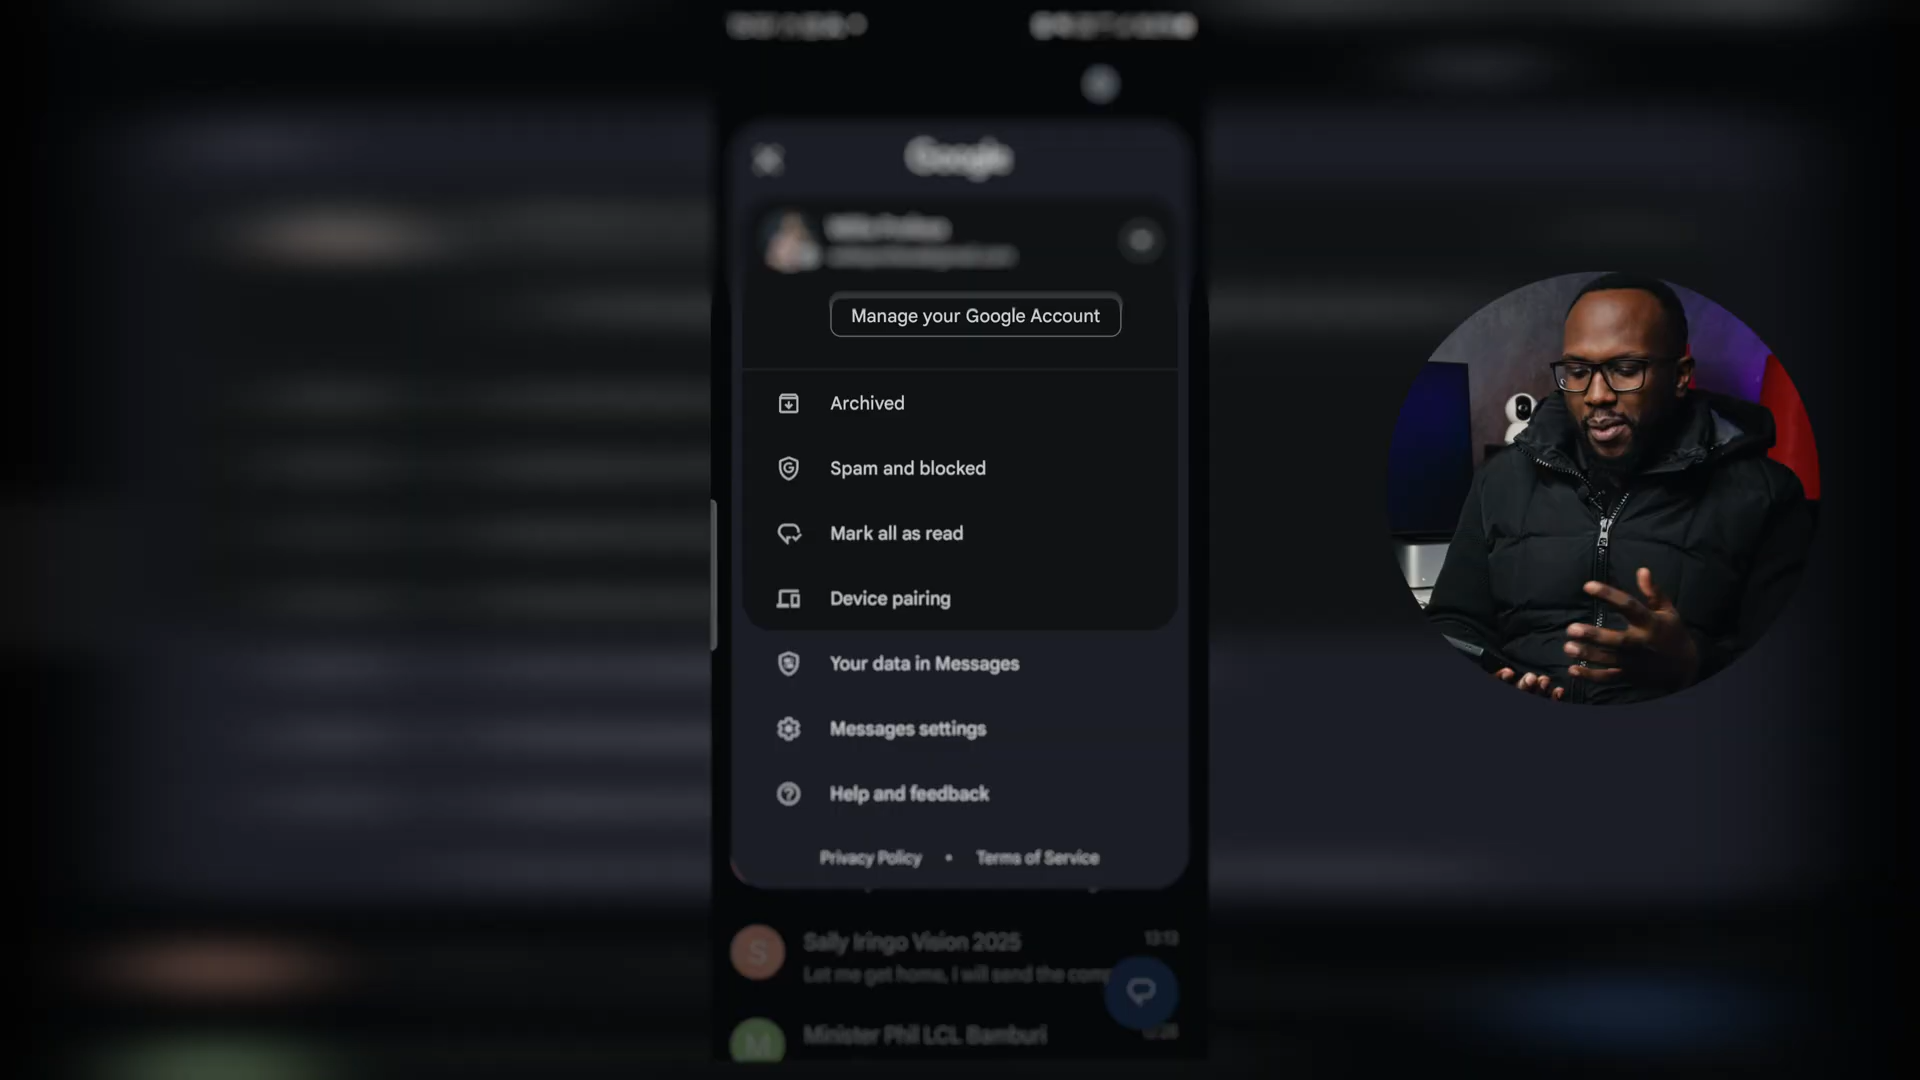 Google
Manage your Google Account
Archived
Spam and blocked
Mark all as read
Device pairing
Your data in Messages
Messages settings
Help and feedback
Privacy Policy • Terms of Service
Sally Iringo Vision 2025 13:13
Let me get home, I will send the
Minister Phil LCL Bamburi